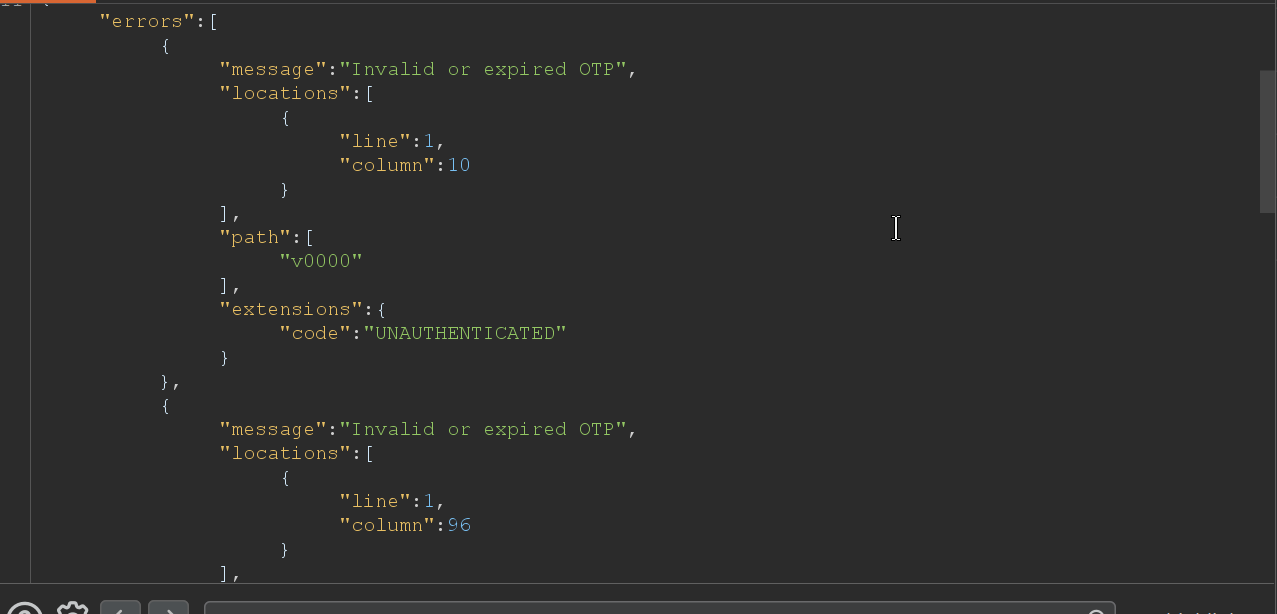 "errors":[
{
"message":"Invalid or expired OTP",
"locations":[
{
"line":1,
"column":10
}
],
"path":[
"v0000"
],
"extensions":{
"code":"UNAUTHENTICATED"
}
},
{
"message":"Invalid or expired OTP",
"locations":[
{
"line":1,
"column":96
}
],